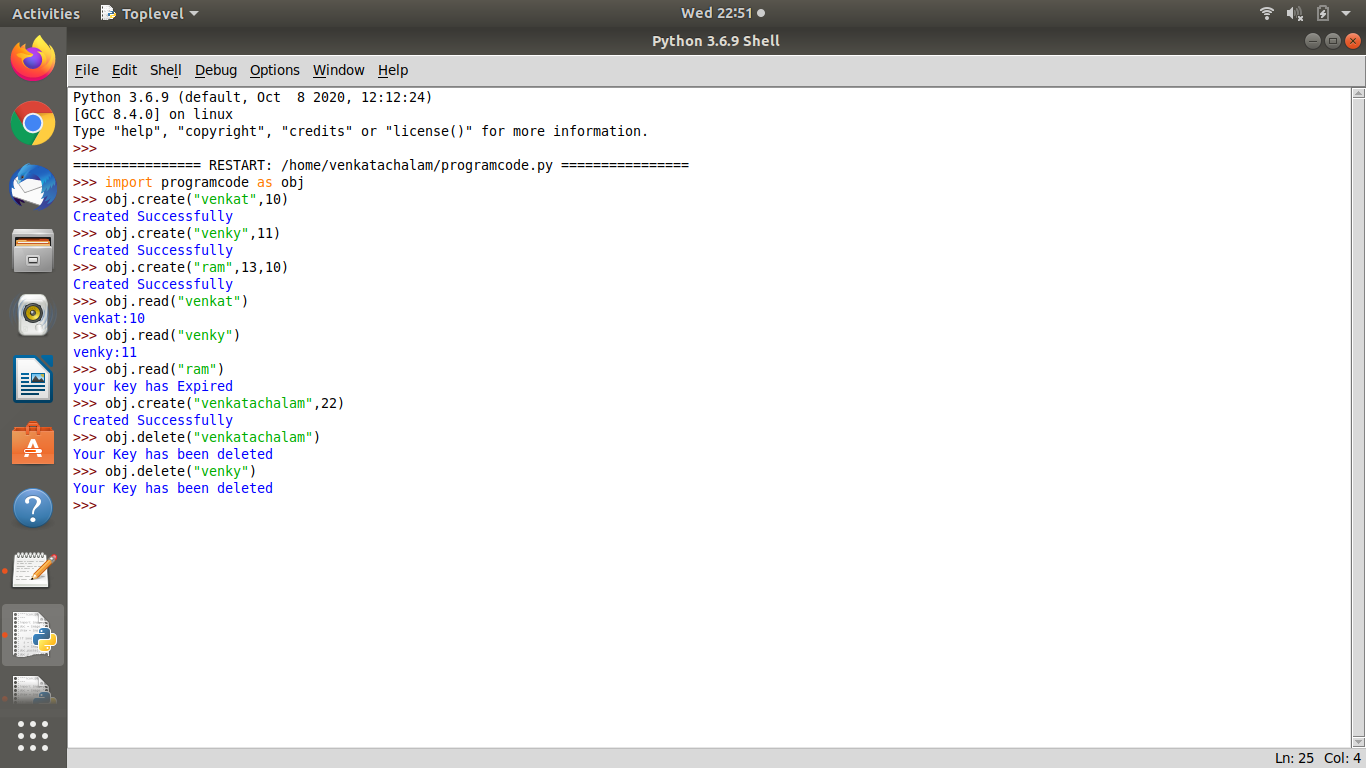 Activities Toplevel Wed 22:51
Python 3.6.9 Shell
File Edit Shell Debug Options Window Help
Python 3.6.9 (default, Oct  8 2020, 12:12:24)
[GCC 8.4.0] on linux
Type "help", "copyright", "credits" or "license()" for more information.
>>>
================ RESTART: /home/venkatachalam/programcode.py ================
>>> import programcode as obj
>>> obj.create("venkat",10)
Created Successfully
>>> obj.create("venky",11)
Created Successfully
>>> obj.create("ram",13,10)
Created Successfully
>>> obj.read("venkat")
venkat:10
>>> obj.read("venky")
venky:11
>>> obj.read("ram")
your key has Expired
>>> obj.create("venkatachalam",22)
Created Successfully
>>> obj.delete("venkatachalam")
Your Key has been deleted
>>> obj.delete("venky")
Your Key has been deleted
>>>
Ln: 25 Col: 4